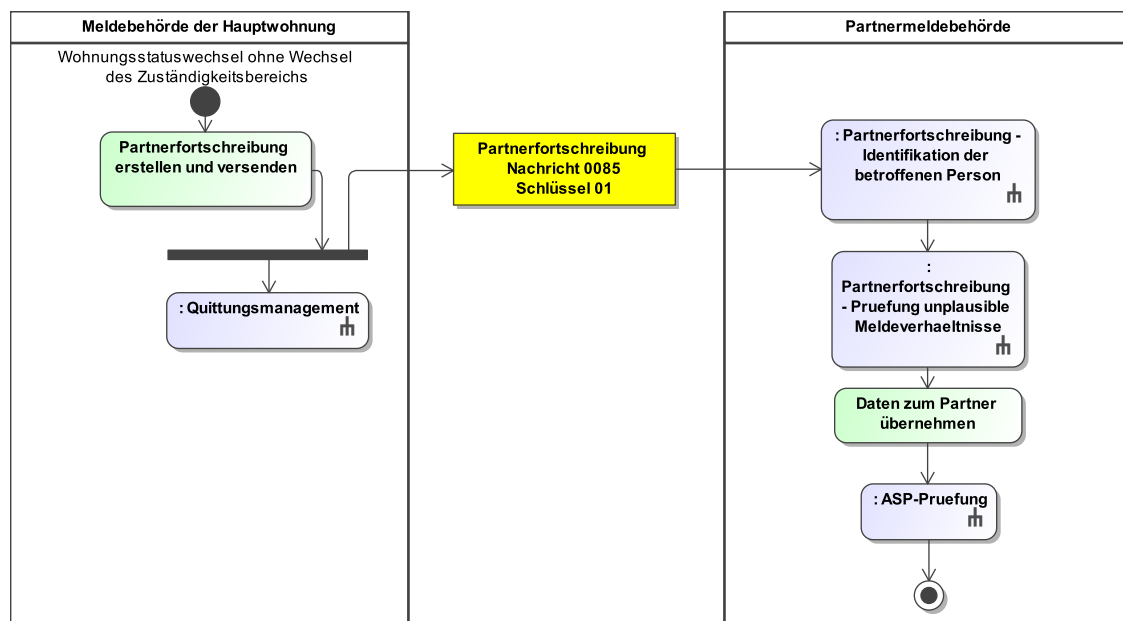 Meldebehörde der Hauptwohnung
Wohnungsstatuswechsel ohne Wechsel
des Zuständigkeitsbereichs
Partnerfortschreibung
erstellen und versenden
: Quittungsmanagement
Partnerfortschreibung
Nachricht 0085
Schlüssel 01
Partnermeldebehörde
: Partnerfortschreibung -
Identifikation der
betroffenen Person
:
Partnerfortschreibung
- Pruefung unplausible
Meldeverhaeltnisse
Daten zum Partner
übernehmen
: ASP-Pruefung